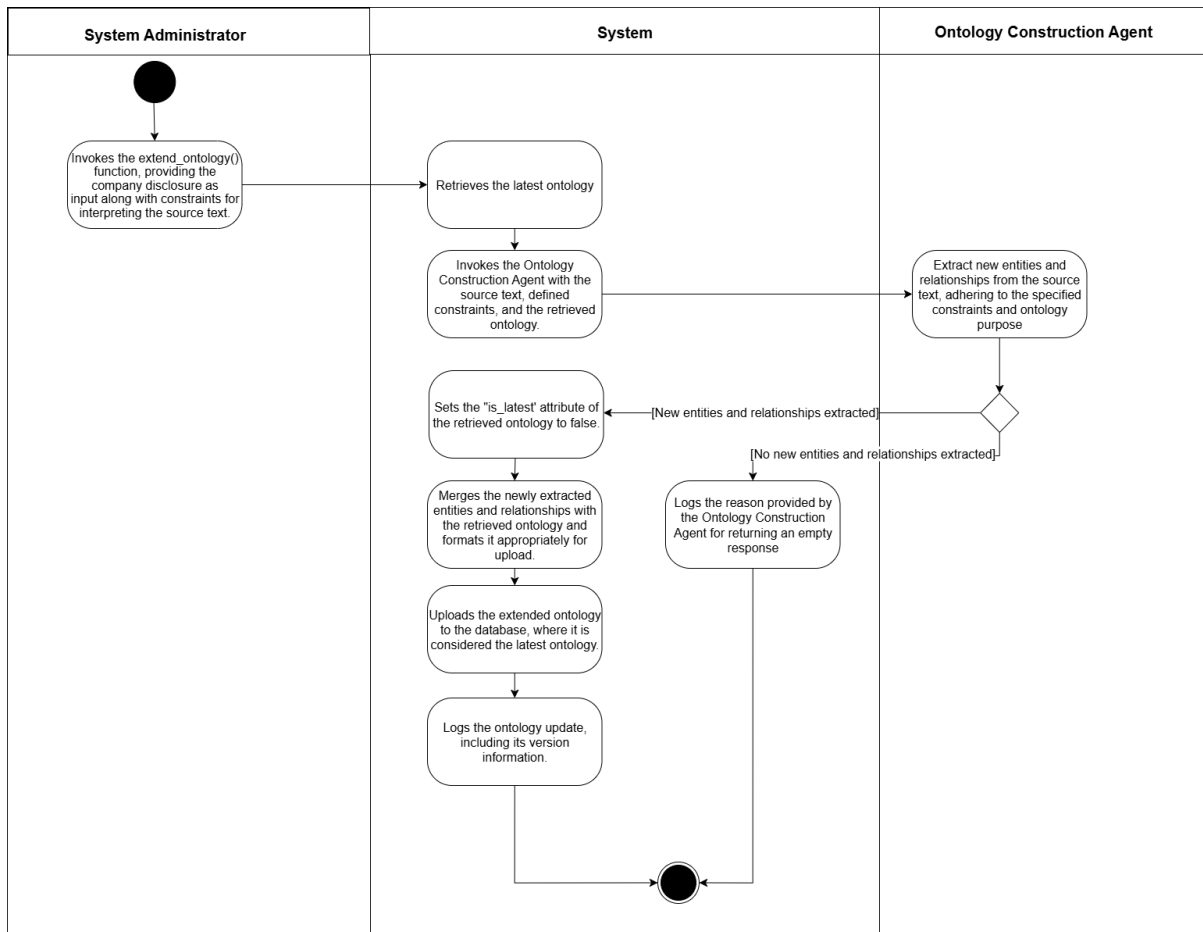 System Administrator
System
Ontology Construction Agent
Invokes the extend_ontology()
function, providing the
company disclosure as
input along with constraints for
interpreting the source text.
Retrieves the latest ontology
Invokes the Ontology
Construction Agent with the
source text, defined
constraints, and the retrieved
ontology.
Extract new entities and
relationships from the source
text, adhering to the specified
constraints and ontology
purpose
[New entities and relationships extracted]
[No new entities and relationships extracted]
Sets the "is_latest' attribute of
the retrieved ontology to false.
Merges the newly extracted
entities and relationships with
the retrieved ontology and
formats it appropriately for
upload.
Logs the reason provided by
the Ontology Construction
Agent for returning an empty
response
Uploads the extended ontology
to the database, where it is
considered the latest ontology.
Logs the ontology update,
including its version
information.